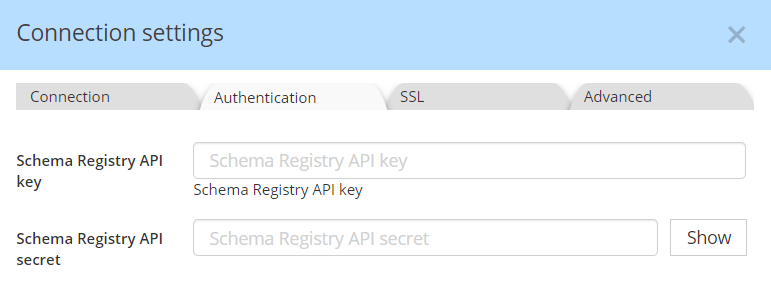 Connection settings
Connection
Authentication
SSL
Advanced
Schema Registry API
key
Schema Registry API key
Schema Registry API key
Schema Registry API
secret
Schema Registry API secret
Show